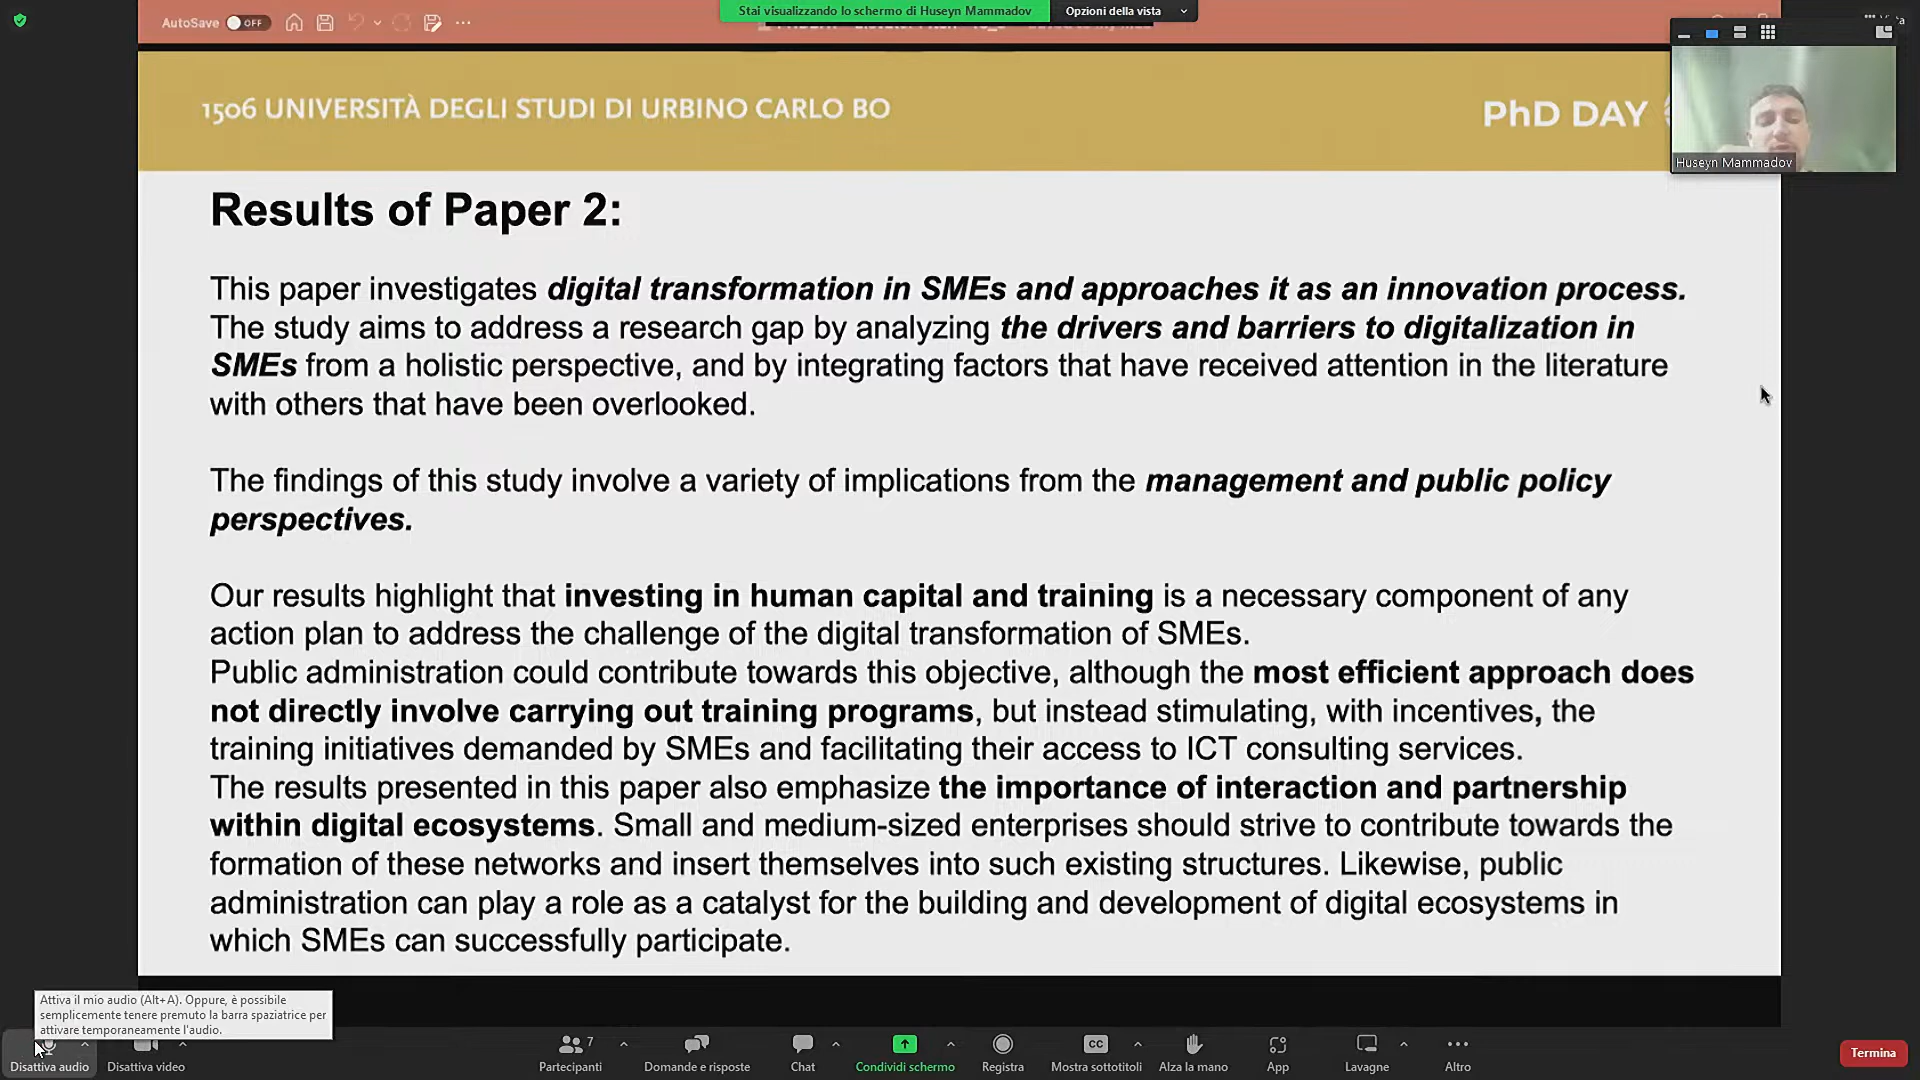 AutoSave OFF
Stai visualizzando lo schermo di Huseyn Mammadov
Opzioni della vista
1506 UNIVERSITÀ DEGLI STUDI DI URBINO CARLO BO
PhD DAY
Huseyn Mammadov
Results of Paper 2:
This paper investigates digital transformation in SMEs and approaches it as an innovation process.
The study aims to address a research gap by analyzing the drivers and barriers to digitalization in
SMEs from a holistic perspective, and by integrating factors that have received attention in the literature
with others that have been overlooked.
The findings of this study involve a variety of implications from the management and public policy
perspectives.
Our results highlight that investing in human capital and training is a necessary component of any
action plan to address the challenge of the digital transformation of SMEs.
Public administration could contribute towards this objective, although the most efficient approach does
not directly involve carrying out training programs, but instead stimulating, with incentives, the
training initiatives demanded by SMEs and facilitating their access to ICT consulting services.
The results presented in this paper also emphasize the importance of interaction and partnership
within digital ecosystems. Small and medium-sized enterprises should strive to contribute towards the
formation of these networks and insert themselves into such existing structures. Likewise, public
administration can play a role as a catalyst for the building and development of digital ecosystems in
which SMEs can successfully participate.
Attiva il mio audio (Alt+A). Oppure, è possibile
semplicemente tenere premuto la barra spaziatrice per
attivare temporaneamente l'audio.
7
CC
Disattiva audio
Disattiva video
Partecipanti
Domande e risposte
Chat
Condividi schermo
Registra
Mostra sottotitoli
Alza la mano
App
Lavagne
Altro
Termina